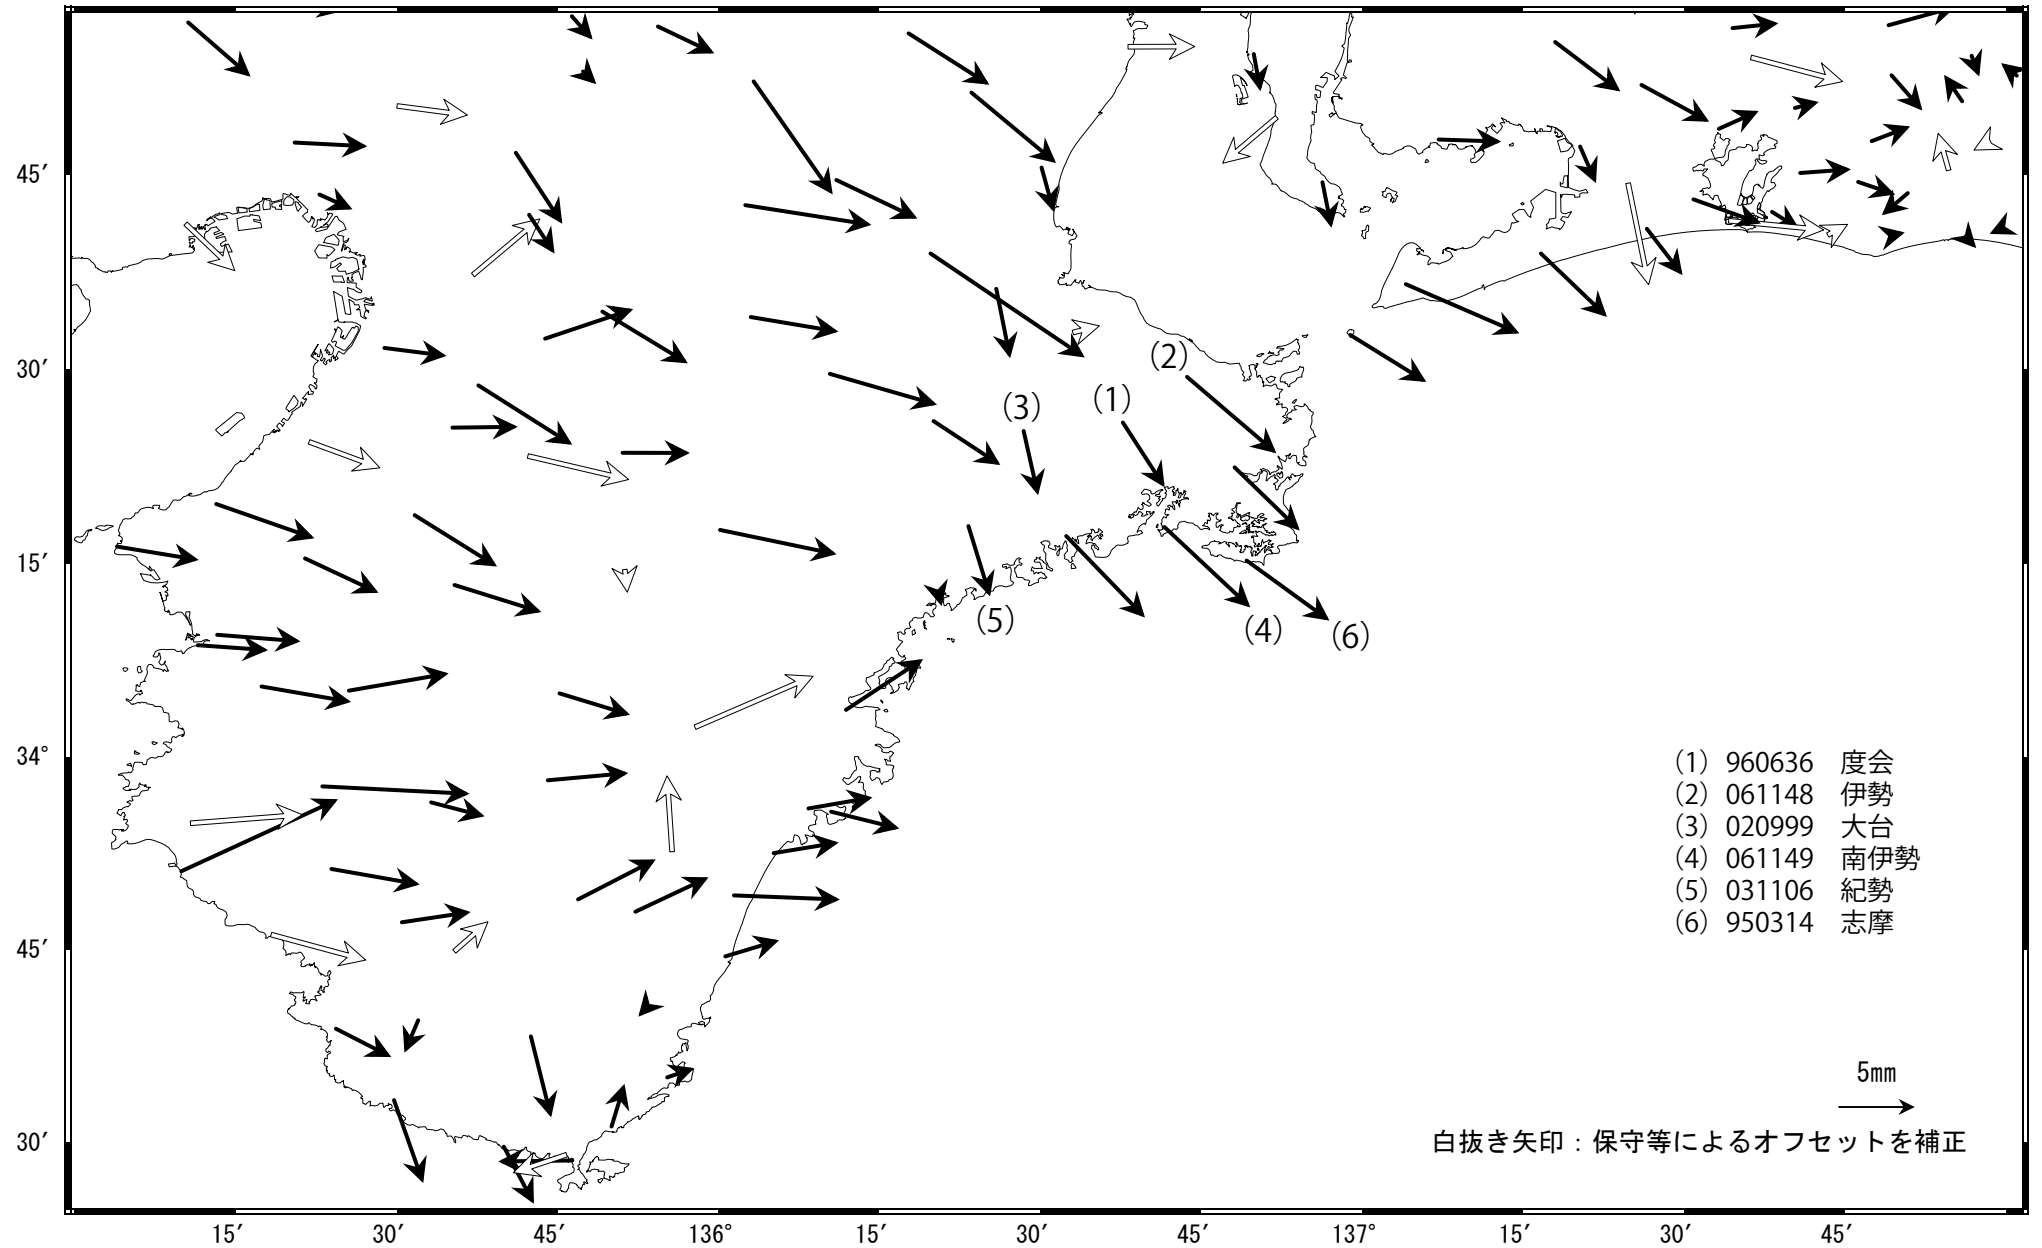 45′
30′
15′
34°
45′
30′
15′
30′
45′
136°
15′
30′
45′
137°
15′
30′
45′
(2)
(1)
(3)
(5)
(4)
(6)
(1) 960636 度会
(2) 061148 伊勢
(3) 020999 大台
(4) 061149 南伊勢
(5) 031106 紀勢
(6) 950314 志摩
5mm
白抜き矢印：保守等によるオフセットを補正